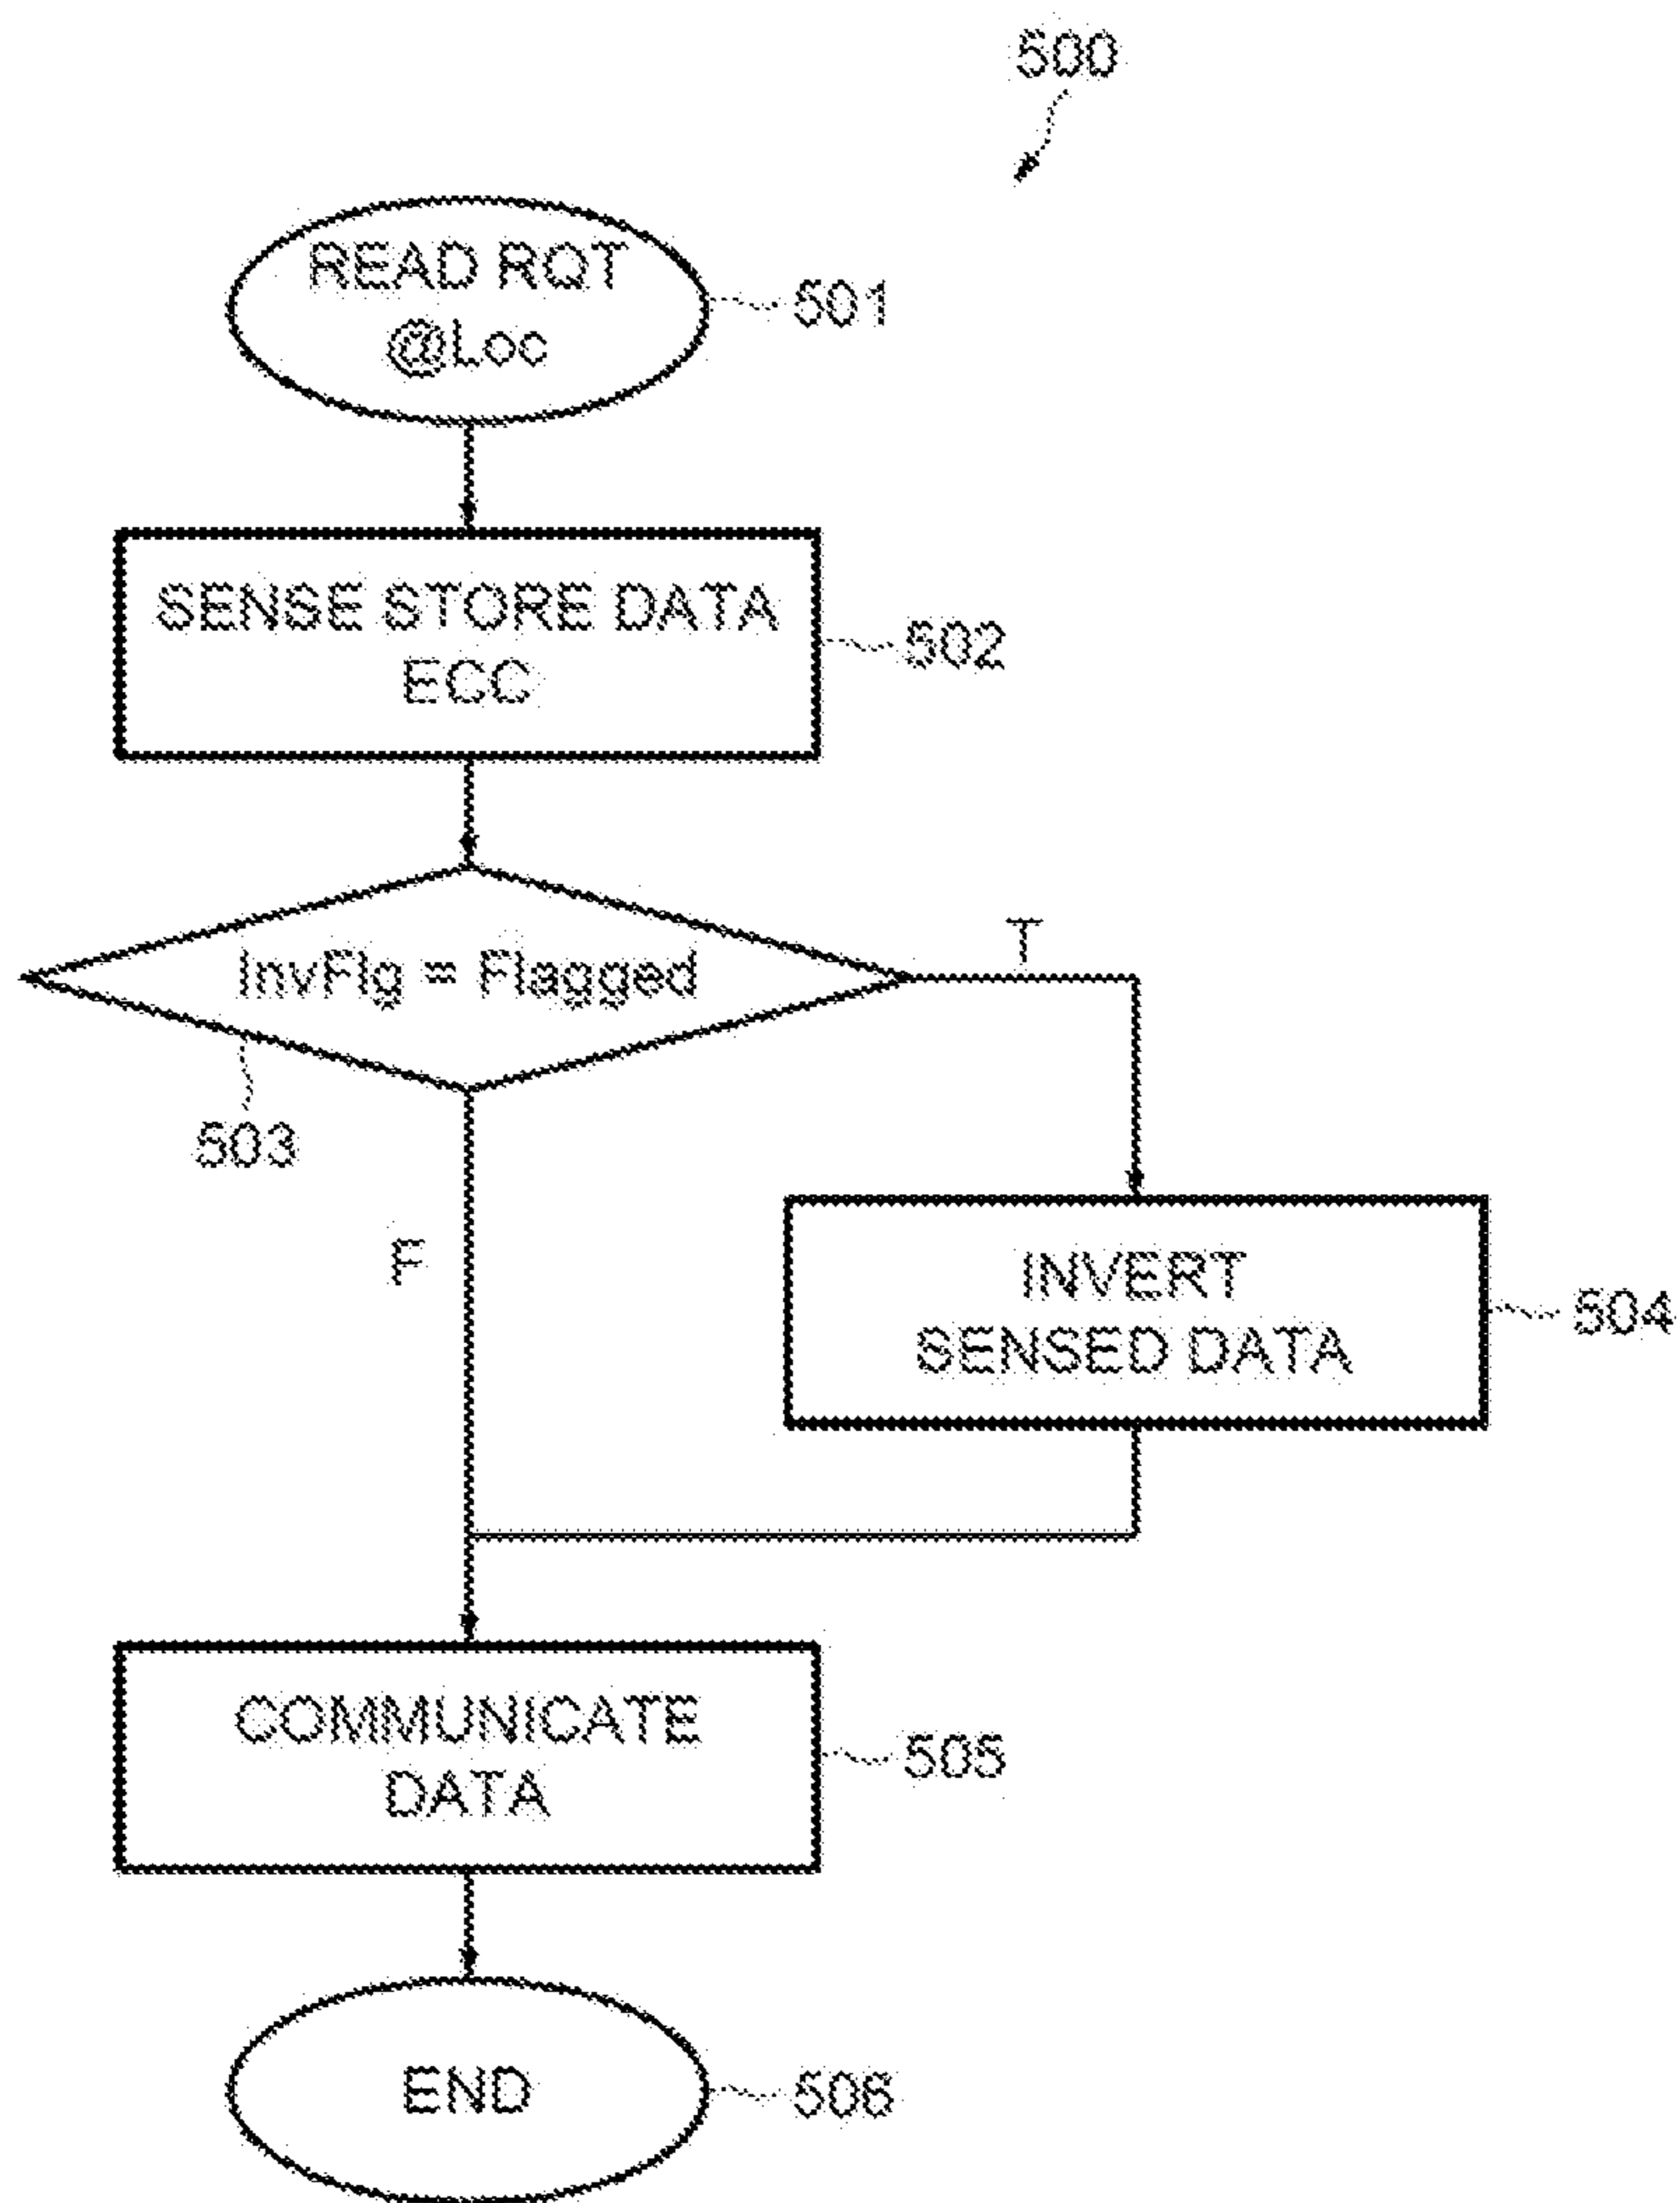 500
READ RQT
@Loc
501
SENSE STORE DATA
ECC
502
InvFlg = Flagged
T
503
F
INVERT
SENSED DATA
504
COMMUNICATE
DATA
505
END
506